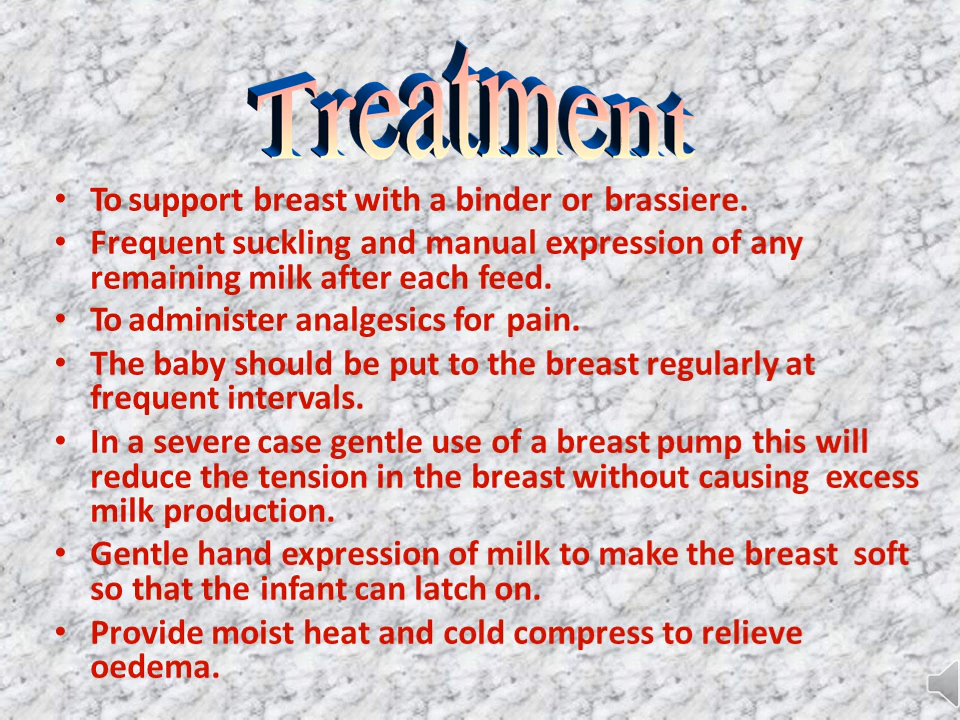 Treatment
• To support breast with a binder or brassiere.
• Frequent suckling and manual expression of any
remaining milk after each feed.
• To administer analgesics for pain.
• The baby should be put to the breast regularly at
frequent intervals.
• In a severe case gentle use of a breast pump this will
reduce the tension in the breast without causing excess
milk production.
• Gentle hand expression of milk to make the breast soft
so that the infant can latch on.
• Provide moist heat and cold compress to relieve
oedema.